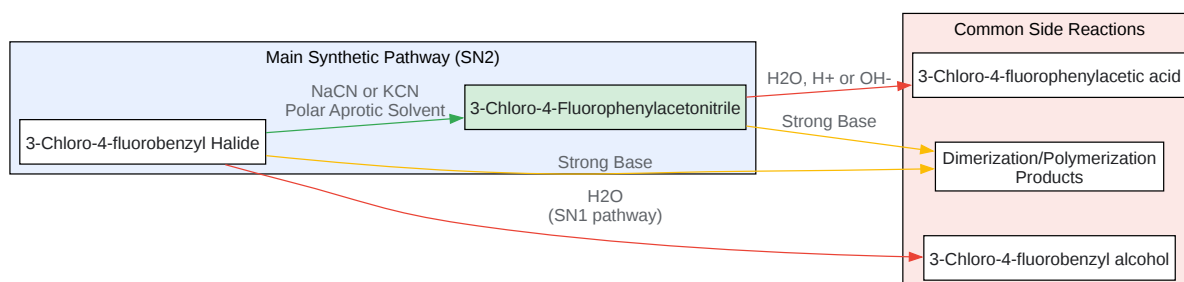 Main Synthetic Pathway (SN2)
Common Side Reactions
3-Chloro-4-fluorobenzyl Halide
NaCN or KCN
Polar Aprotic Solvent
3-Chloro-4-Fluorophenylacetonitrile
H2O, H+ or OH-
3-Chloro-4-fluorophenylacetic acid
Strong Base
Strong Base
Dimerization/Polymerization
Products
H2O
(SN1 pathway)
3-Chloro-4-fluorobenzyl alcohol